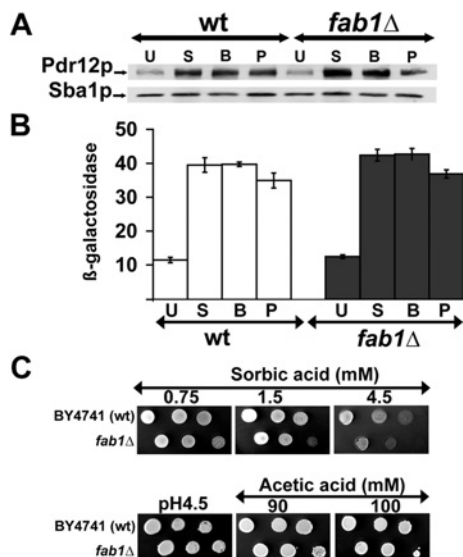 A
wt fab1Δ
U S B P U S B P
Pdr12p
Sba1p
B
ß-galactosidase
50
40
30
20
10
U S B P U S B P
wt fab1Δ
C
Sorbic acid (mM)
0.75 1.5 4.5
BY4741 (wt)
fab1Δ
Acetic acid (mM)
pH4.5 90 100
BY4741 (wt)
fab1Δ